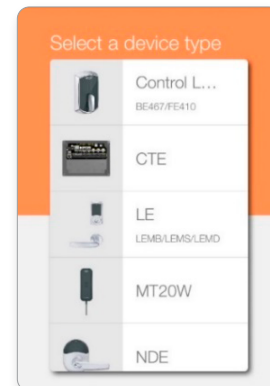 Select a device type
Control L...
BE467/FE410
CTE
LE
LEMB/LEMS/LEMD
MT20W
NDE